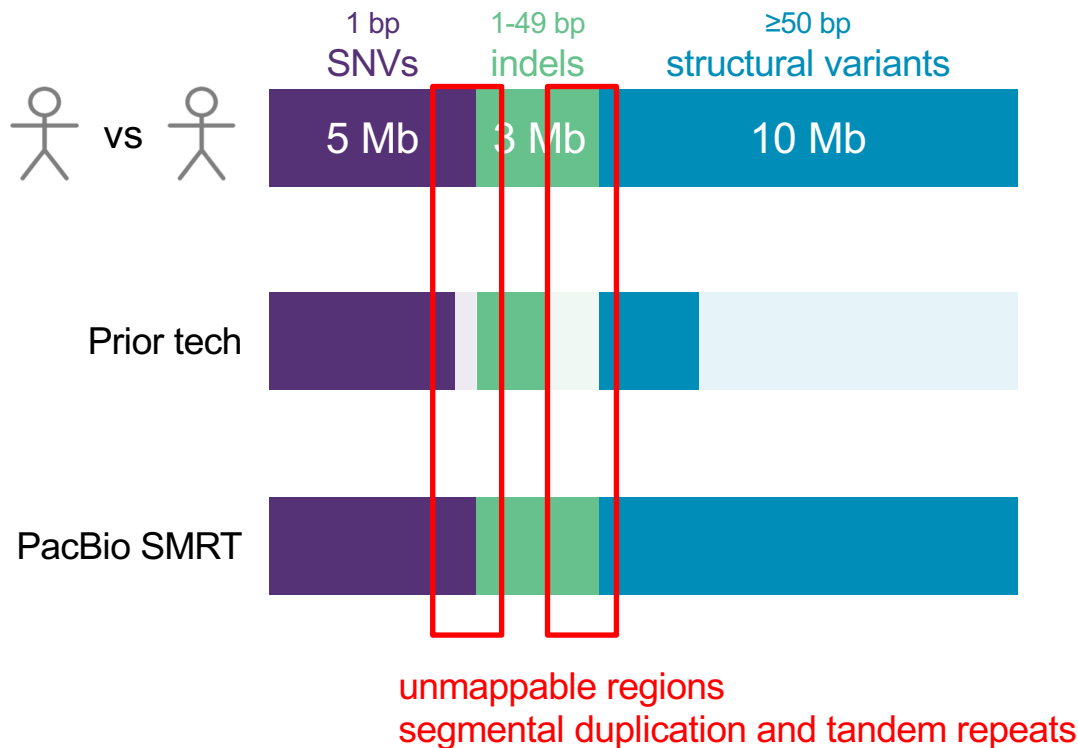 1 bp
SNVs
1-49 bp
indels
≥50 bp
structural variants
vs
5 Mb
3 Mb
10 Mb
Prior tech
PacBio SMRT
unmappable regions
segmental duplication and tandem repeats